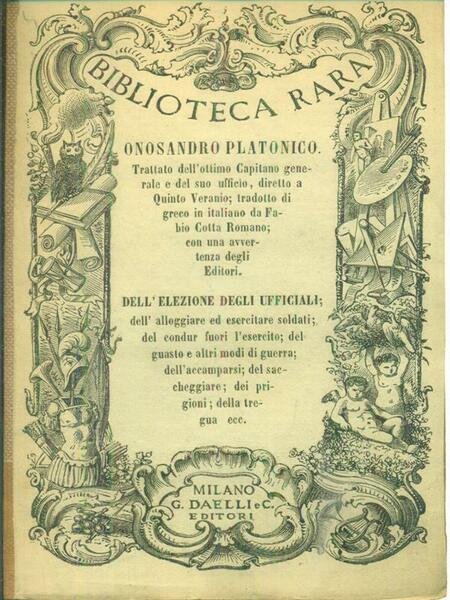 BIBLIOTECA RARA
ONOSANDRO PLATONICO.
Trattato dell'ottimo Capitano gene-
rale e del suo ufficio, diretto a
Quinto Veranio; tradotto di
greco in italiano da Fa-
bio Cotta Romano;
con una avver-
tenza degli
Editori.
DELL'ELEZIONE DEGLI UFFICIALI;
dell' alloggiare ed esercitare soldati;
del condur fuori l'esercito; del
guasto e altri modi di guerra;
dell'accamparsi; del sac-
cheggiare; dei pri-
gioni; della tre-
gua ecc.
MILANO
G. DAELLI e C.
EDITORI